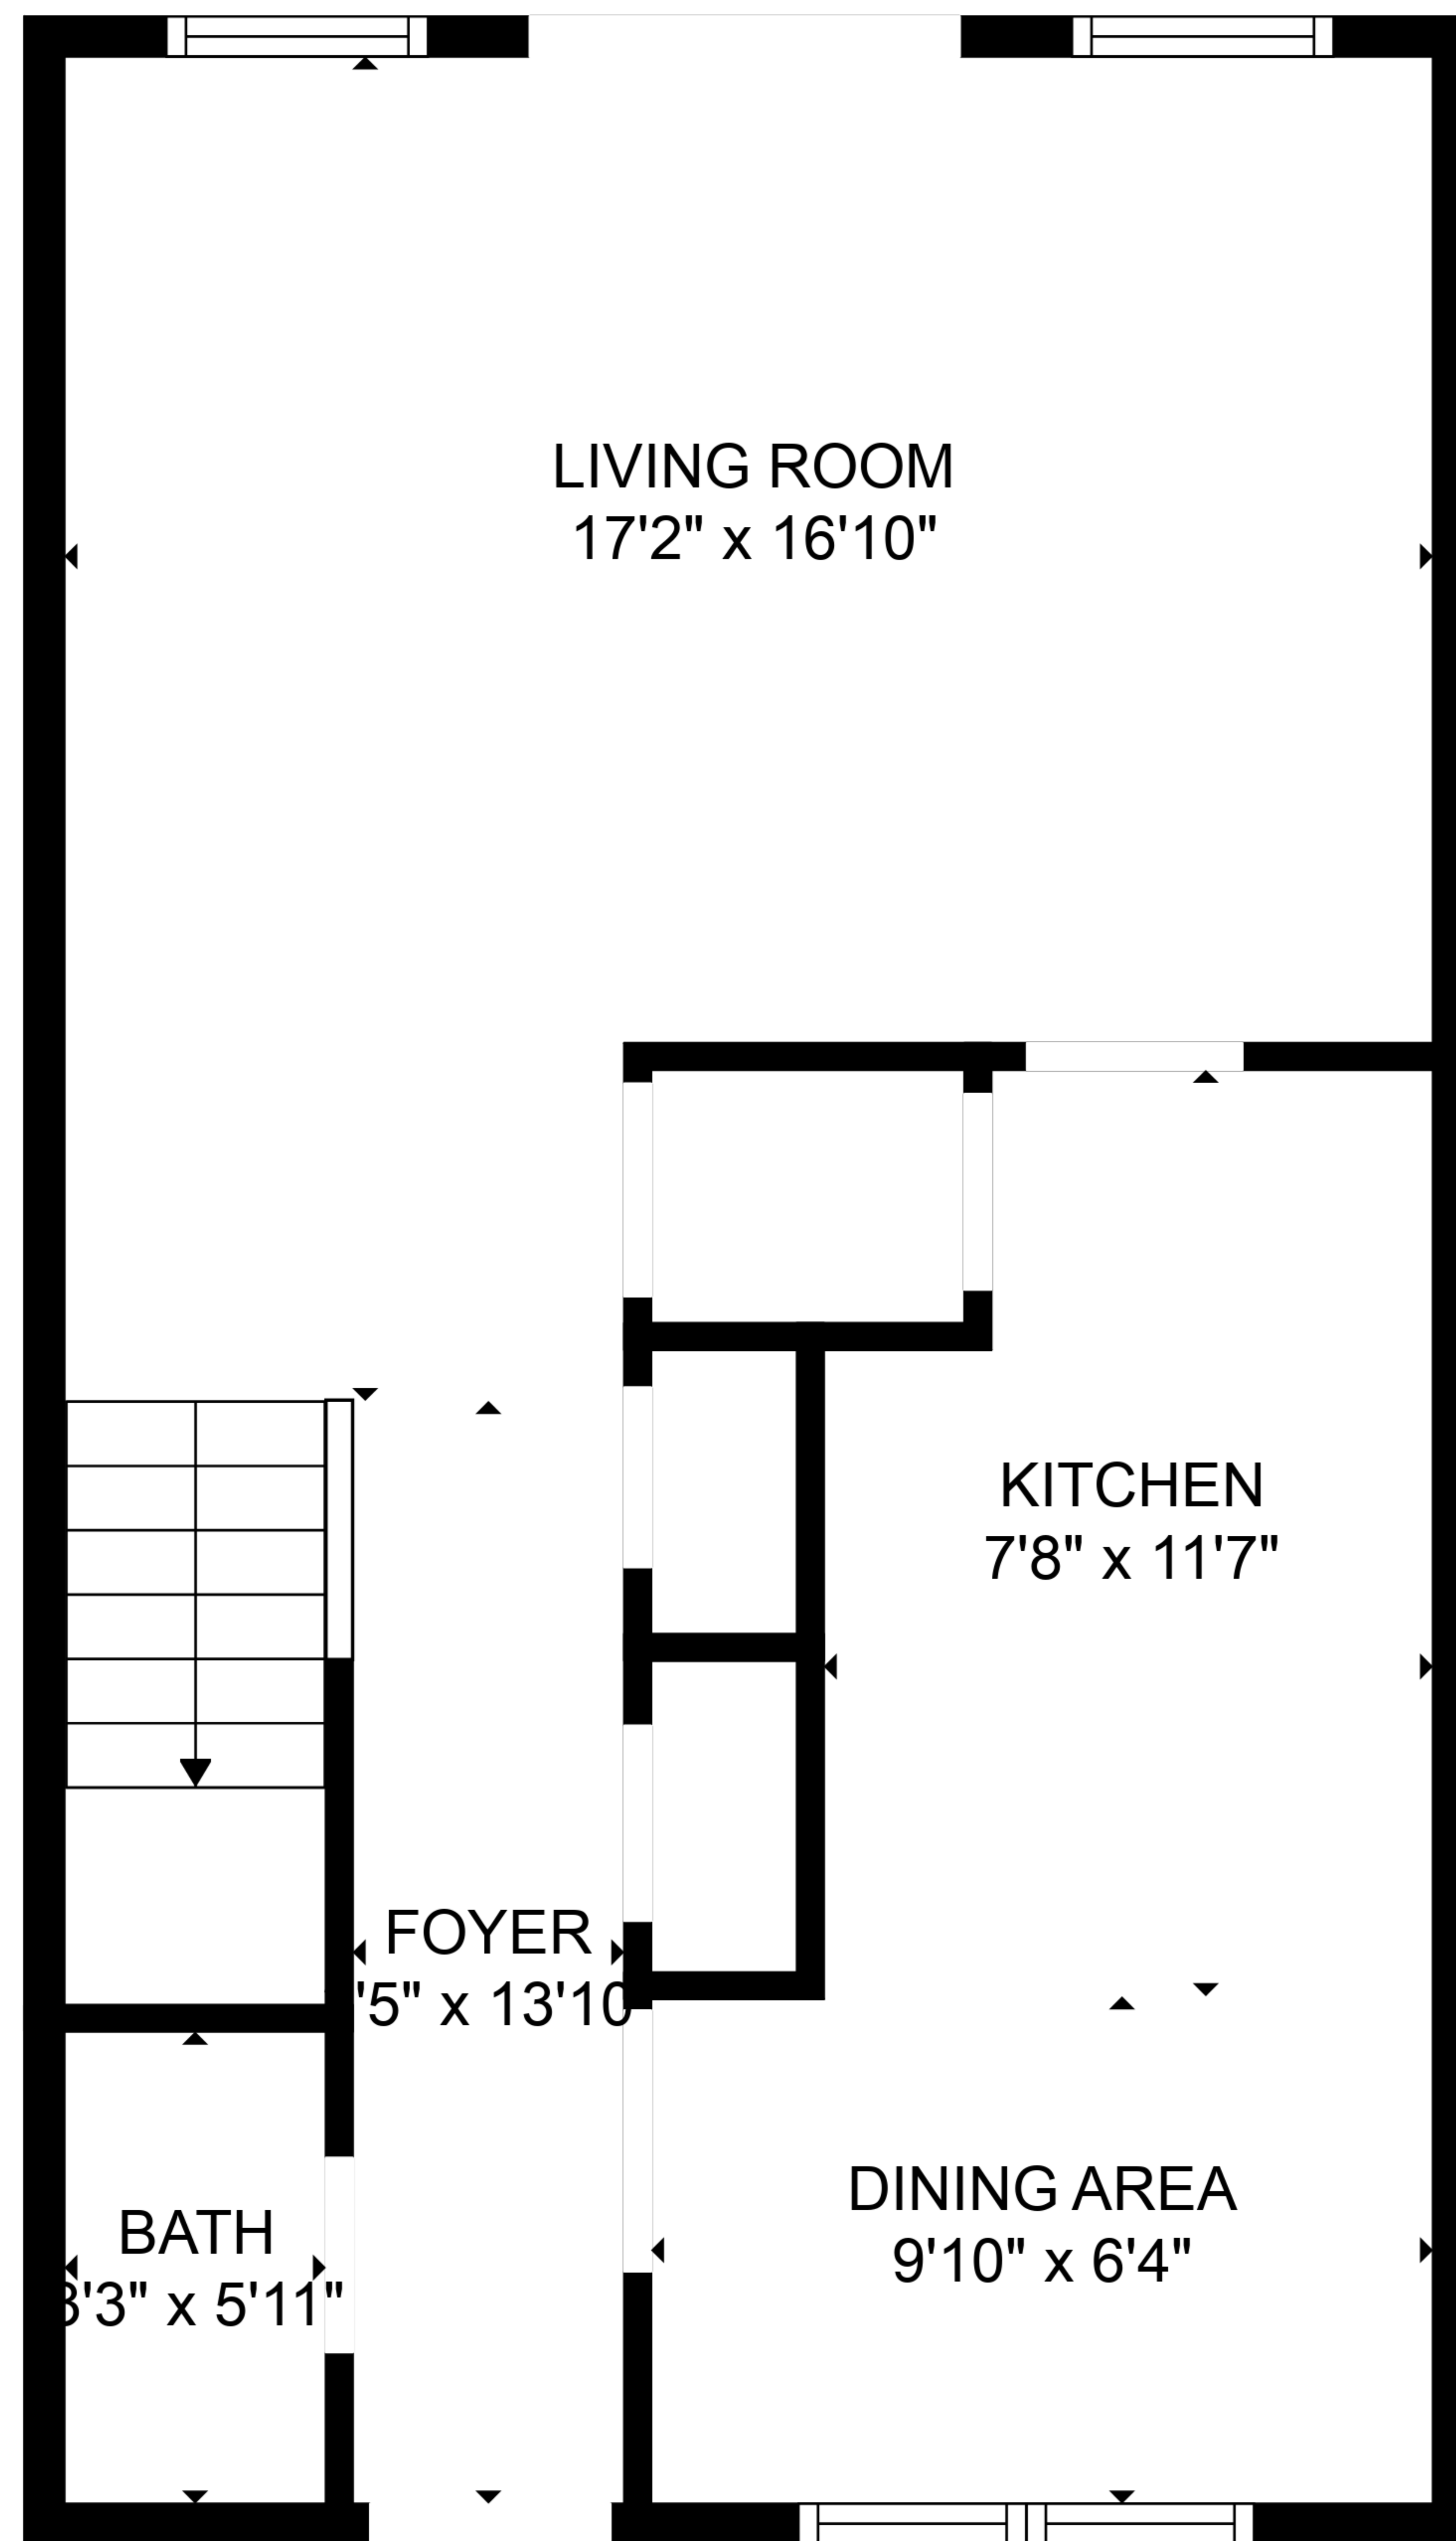 LIVING ROOM
17'2" x 16'10"
KITCHEN
7'8" x 11'7"
FOYER
'5" x 13'10
DINING AREA
9'10" x 6'4"
BATH
3'3" x 5'11"